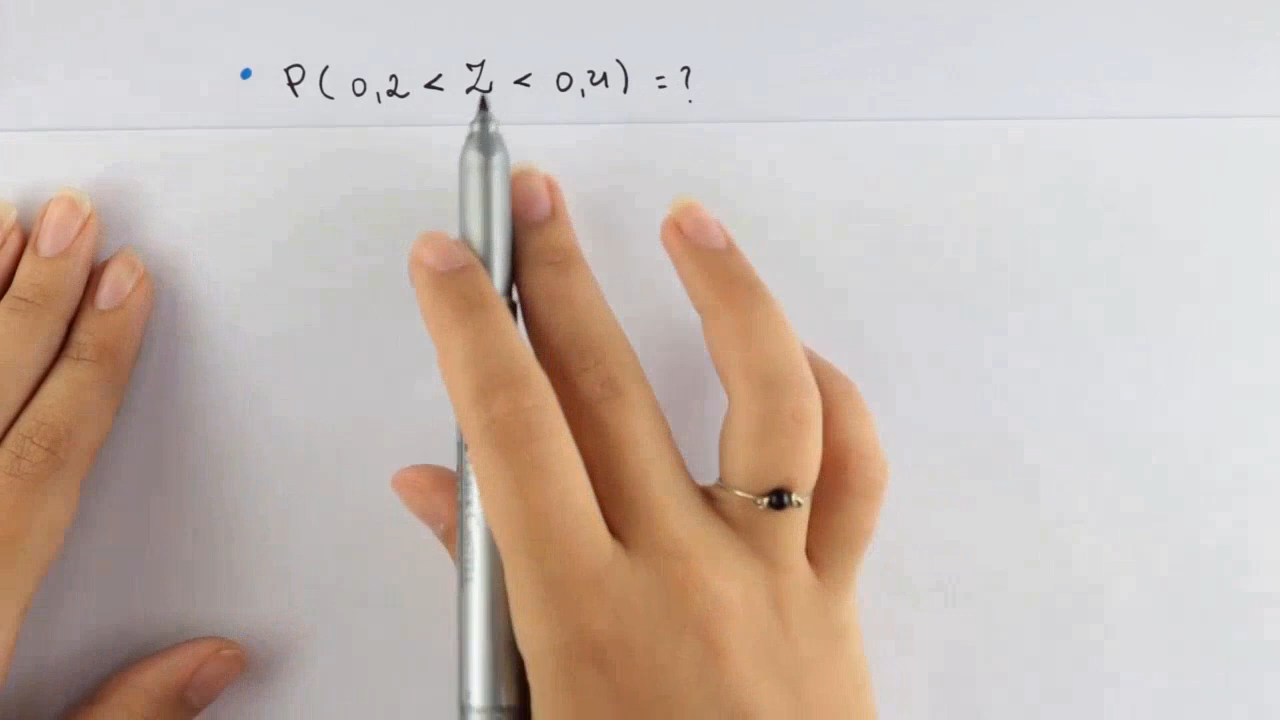 • P( 0,2 < Z < 0,4) = ?